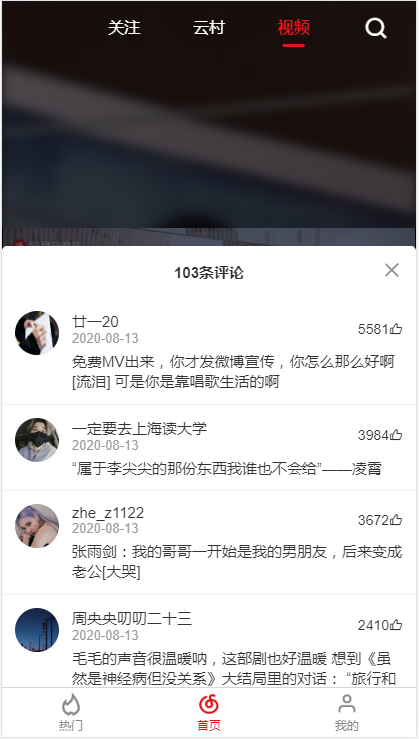 关注 云村 视频
103条评论
廿一20
2020-08-13
5581
免费MV出来，你才发微博宣传，你怎么那么好啊
[流泪] 可是你是靠唱歌生活的啊
一定要去上海读大学
2020-08-13
3984
“属于李尖尖的那份东西我谁也不会给”——凌霄
zhe_z1122
2020-08-13
3672
张雨剑：我的哥哥一开始是我的男朋友，后来变成
老公[大哭]
周央央叨叨二十三
2020-08-13
2410
毛毛的声音很温暖呐，这部剧也好温暖 想到《虽
然是神经病但没关系》大结局里的对话： “旅行和
热门 首页 我的